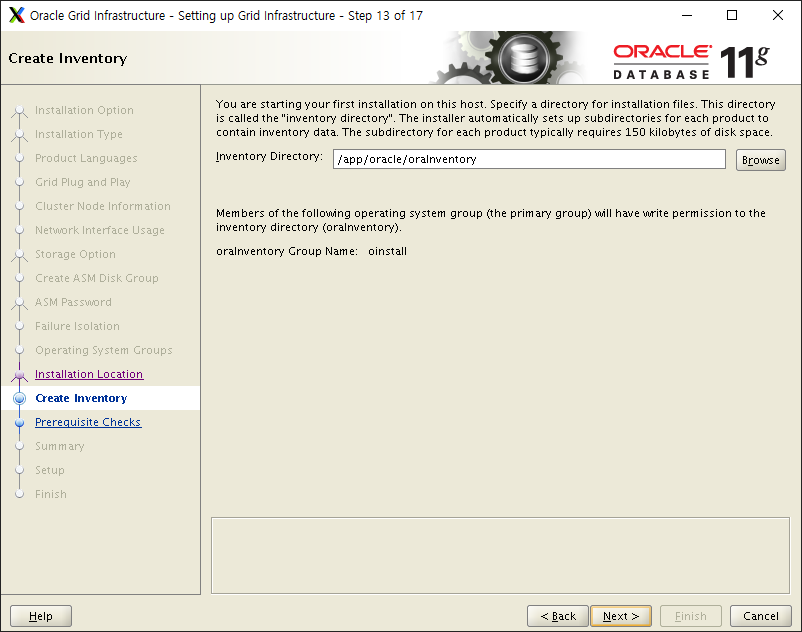 Oracle Grid Infrastructure - Setting up Grid Infrastructure - Step 13 of 17
Create Inventory
ORACLE
DATABASE
11g
Installation Option
Installation Type
Product Languages
Grid Plug and Play
Cluster Node Information
Network Interface Usage
Storage Option
Create ASM Disk Group
ASM Password
Failure Isolation
Operating System Groups
Installation Location
Create Inventory
Prerequisite Checks
Summary
Setup
Finish
You are starting your first installation on this host. Specify a directory for installation files. This directory
is called the "inventory directory". The installer automatically sets up subdirectories for each product to
contain inventory data. The subdirectory for each product typically requires 150 kilobytes of disk space.
Inventory Directory: /app/oracle/oraInventory Browse
Members of the following operating system group (the primary group) will have write permission to the
inventory directory (oraInventory).
oraInventory Group Name: oinstall
Help < Back Next > Finish Cancel